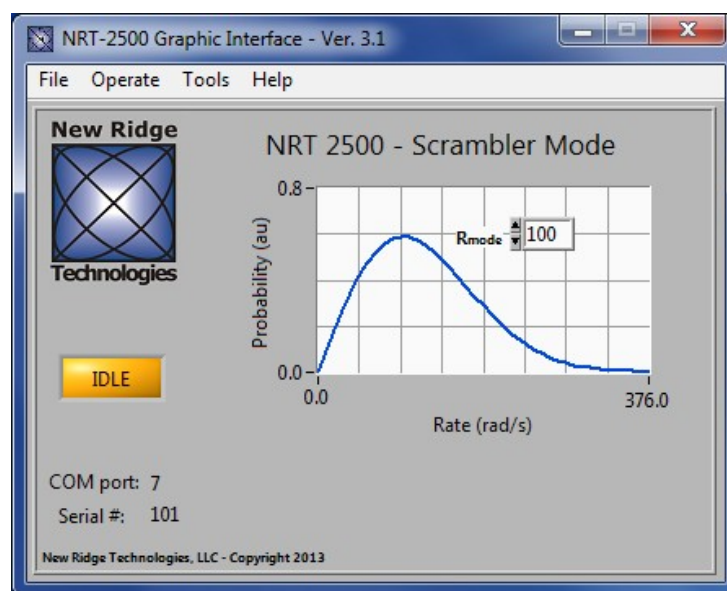 NRT-2500 Graphic Interface - Ver. 3.1
File Operate Tools Help
New Ridge
Technologies
NRT 2500 - Scrambler Mode
0.8
Probability (au)
Rmode 100
0.0
0.0 376.0
Rate (rad/s)
IDLE
COM port: 7
Serial #: 101
New Ridge Technologies, LLC - Copyright 2013